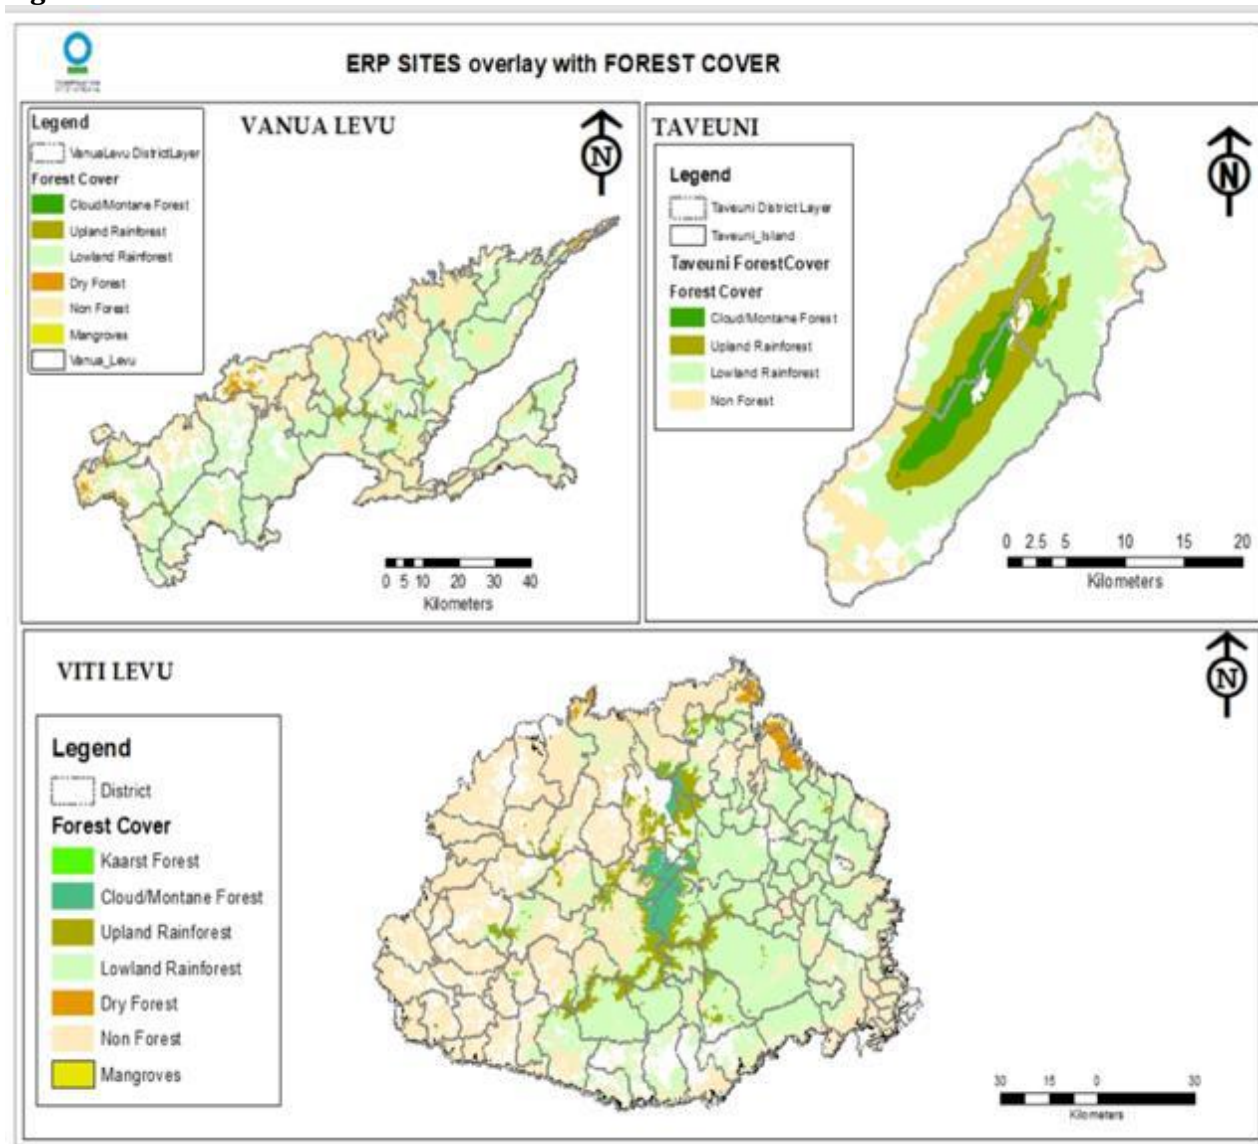 ERP SITES overlay with FOREST COVER
VANUA LEVU
Legend
VanuaLevu DistrictLayer
Forest Cover
Cloud/Montane Forest
Upland Rainforest
Lowland Rainforest
Dry Forest
Non Forest
Mangroves
Vanua_Levu
N
0 5 10 20 30 40
Kilometers
TAVEUNI
Legend
Taveuni District Layer
Taveuni_Island
Taveuni ForestCover
Forest Cover
Cloud/Montane Forest
Upland Rainforest
Lowland Rainforest
Non Forest
N
0 2.5 5 10 15 20
Kilometers
VITI LEVU
Legend
District
Forest Cover
Kaarst Forest
Cloud/Montane Forest
Upland Rainforest
Lowland Rainforest
Dry Forest
Non Forest
Mangroves
N
30 15 0 30
Kilometers